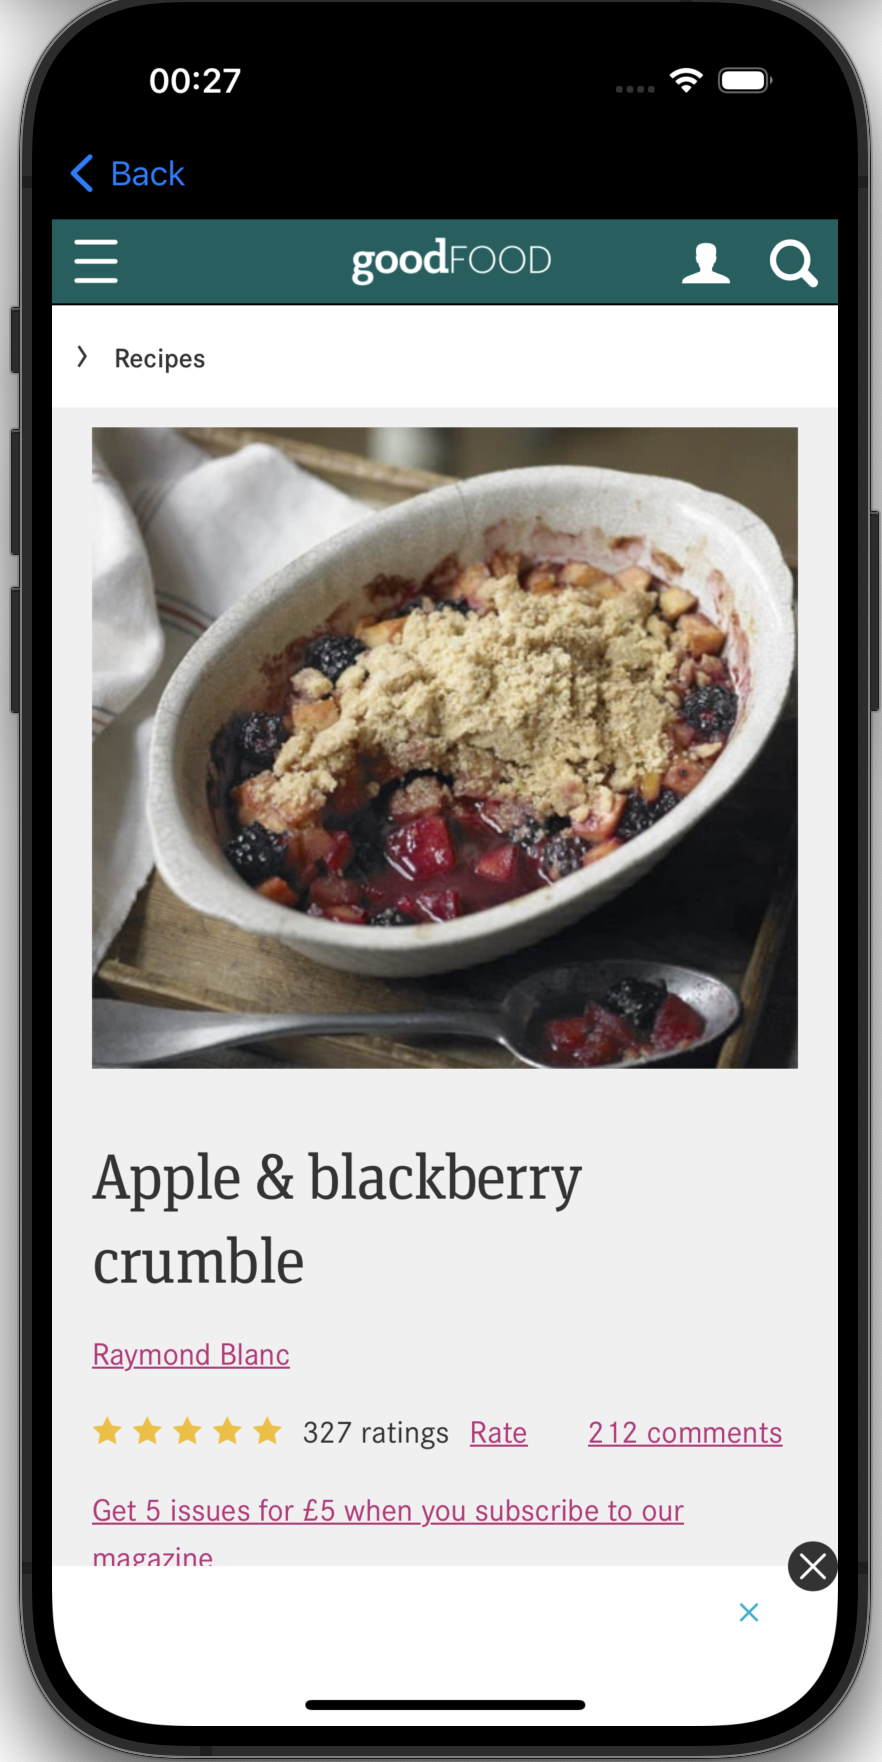 00:27
Back
goodFOOD
Recipes
Apple & blackberry
crumble
Raymond Blanc
327 ratings Rate 212 comments
Get 5 issues for £5 when you subscribe to our
magazine